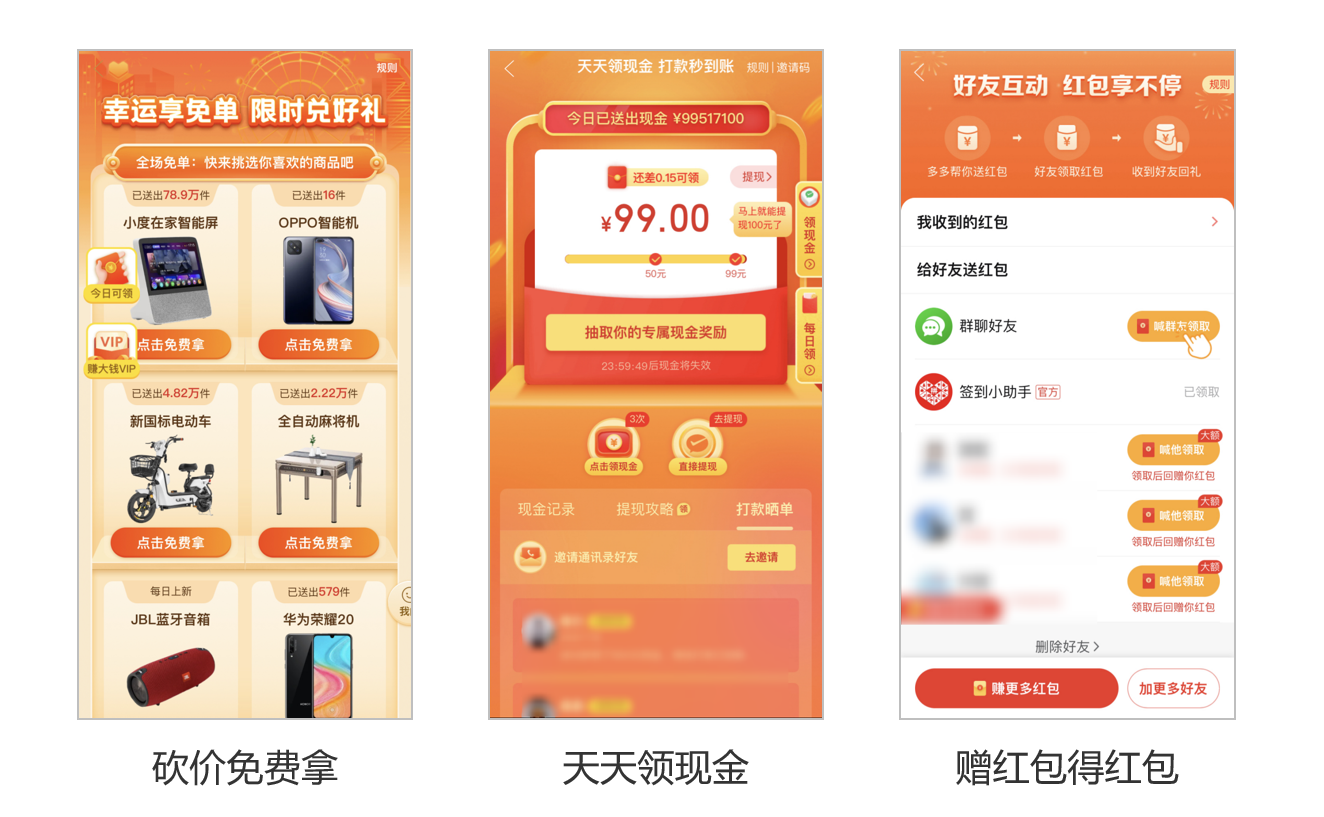 规则
幸运享免单 限时兑好礼
全场免单：快来挑选你喜欢的商品吧
已送出78.9万件
小度在家智能屏
已送出16件
OPPO智能机
今日可领
VIP
赚大钱VIP
点击免费拿
点击免费拿
已送出4.82万件
新国标电动车
已送出2.22万件
全自动麻将机
点击免费拿
点击免费拿
每日上新
JBL蓝牙音箱
已送出579件
华为荣耀20
砍价免费拿
天天领现金 打款秒到账
规则 | 邀请码
今日已送出现金 ¥99517100
还差0.15可领
提现
¥99.00
马上就能提
现100元了
50元
99元
领现金
每日领
抽取你的专属现金奖励
23:59:49后现金将失效
3次
点击领现金
去提现
直接提现
现金记录
提现攻略
打款晒单
邀请通讯录好友
去邀请
天天领现金
好友互动 红包享不停
规则
多多帮你送红包
好友领取红包
收到好友回礼
我收到的红包
给好友送红包
群聊好友
喊群友领取
签到小助手 官方
已领取
大额
喊他领取
领取后回赠你红包
大额
喊他领取
领取后回赠你红包
大额
喊他领取
领取后回赠你红包
删除好友
赚更多红包
加更多好友
赠红包得红包